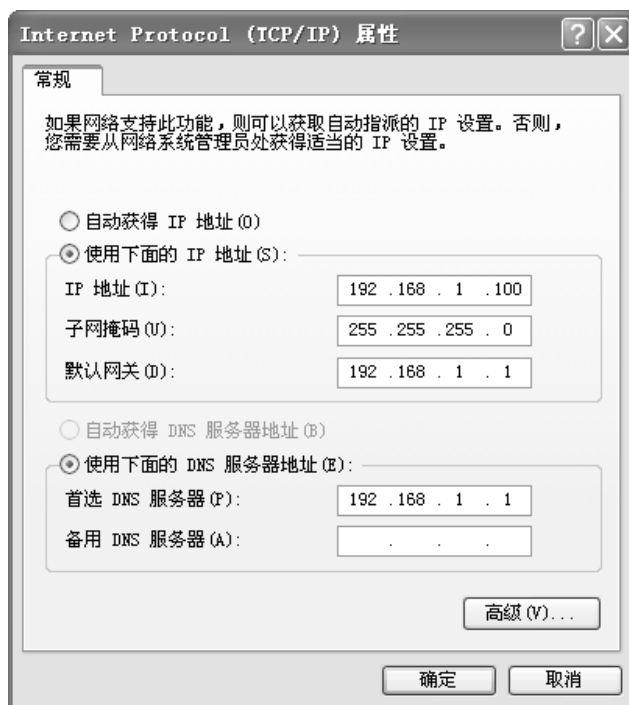 Internet Protocol (TCP/IP) 属性
常规
如果网络支持此功能，则可以获取自动指派的 IP 设置。否则，
您需要从网络系统管理员处获得适当的 IP 设置。
自动获得 IP 地址(O)
使用下面的 IP 地址(S):
IP 地址(I): 192 .168 . 1 .100
子网掩码(U): 255 .255 .255 . 0
默认网关(D): 192 .168 . 1 . 1
自动获得 DNS 服务器地址(B)
使用下面的 DNS 服务器地址(E):
首选 DNS 服务器(P): 192 .168 . 1 . 1
备用 DNS 服务器(A): . . .
高级(V)...
确定 取消